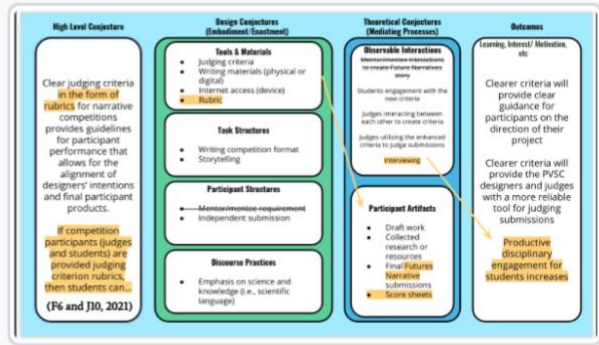 High Level Conjecture
Clear judging criteria
in the form of
rubrics for narrative
competitions
provides guidelines
for participant
performance that
allows for the
alignment of
designers' intentions
and final participant
products.
If competition
participants (judges
and students) are
provided judging
criterion rubrics,
then students can...
(F6 and J10, 2021)
Design Conjectures
(Embodiment/Enactment)
Tools & Materials
Judging criteria
Writing materials (physical or
digital)
Internet access (device)
Rubric
Task Structures
Writing competition format
Storytelling
Participant Structures
Mentor/mentee requirement
Independent submission
Discourse Practices
Emphasis on science and
knowledge (i.e., scientific
language)
Theoretical Conjectures
(Mediating Processes)
Observable Interactions
Mentor/mentee interactions
to create Future Narratives
story
Students engagement with the
new criteria
Judges interacting between
each other to create criteria
Judges utilizing the enhanced
criteria to judge submissions
Interviewing
Participant Artifacts
Draft work
Collected
research or
resources
Final Futures
Narrative
submissions
Score sheets
Outcomes
Learning, Interest/ Motivation,
etc
Clearer criteria will
provide clear
guidance for
participants on
the direction of their
project
Clearer criteria will
provide the PVSC
designers and judges
with a more reliable
tool for judging
submissions
Productive
disciplinary
engagement for
students increases